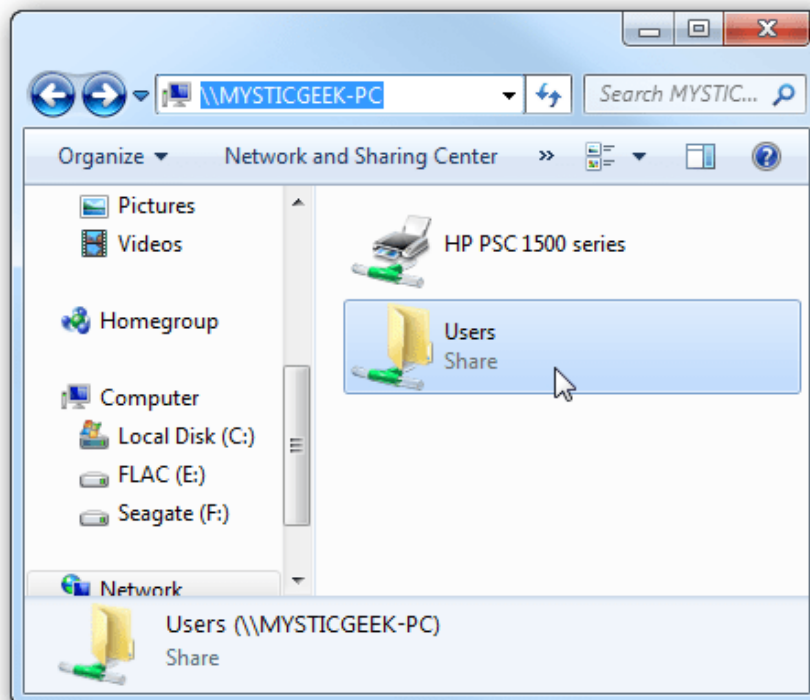 \\MYSTICGEEK-PC
Search MYSTIC...
Organize
Network and Sharing Center
»
Pictures
Videos
Homegroup
Computer
Local Disk (C:)
FLAC (E:)
Seagate (F:)
Network
HP PSC 1500 series
Users
Share
Users (\\MYSTICGEEK-PC)
Share